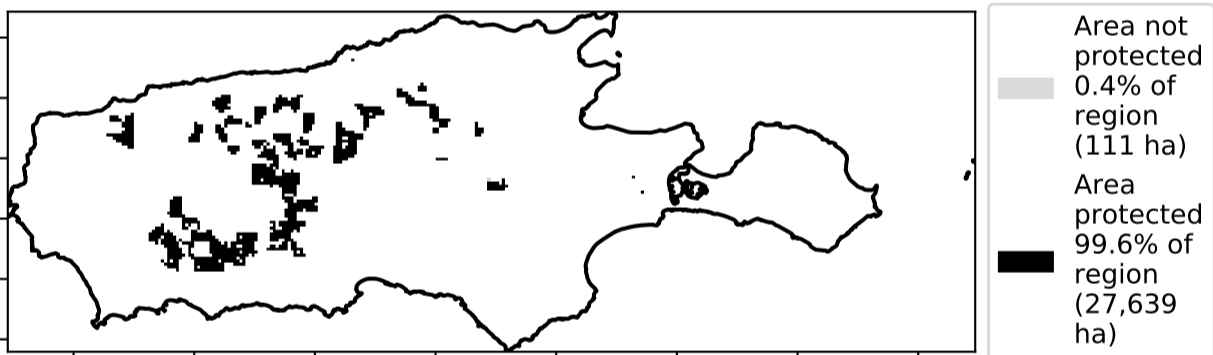 Area not
protected
0.4% of
region
(111 ha)
Area
protected
99.6% of
region
(27,639
ha)